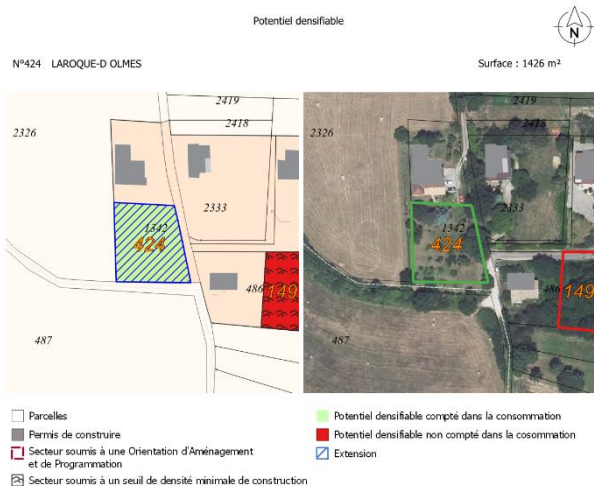 Potentiel densifiable
N
N°424 LAROQUE-D OLMES
Surface : 1426 m²
2419
2418
2326
2333
1342
424
486
149
487
2419
2418
2326
2333
1342
424
486
149
487
Parcelles
Permis de construire
Secteur soumis à une Orientation d'Aménagement
et de Programmation
Secteur soumis à un seuil de densité minimale de construction
Potentiel densifiable compté dans la consommation
Potentiel densifiable non compté dans la cosommation
Extension